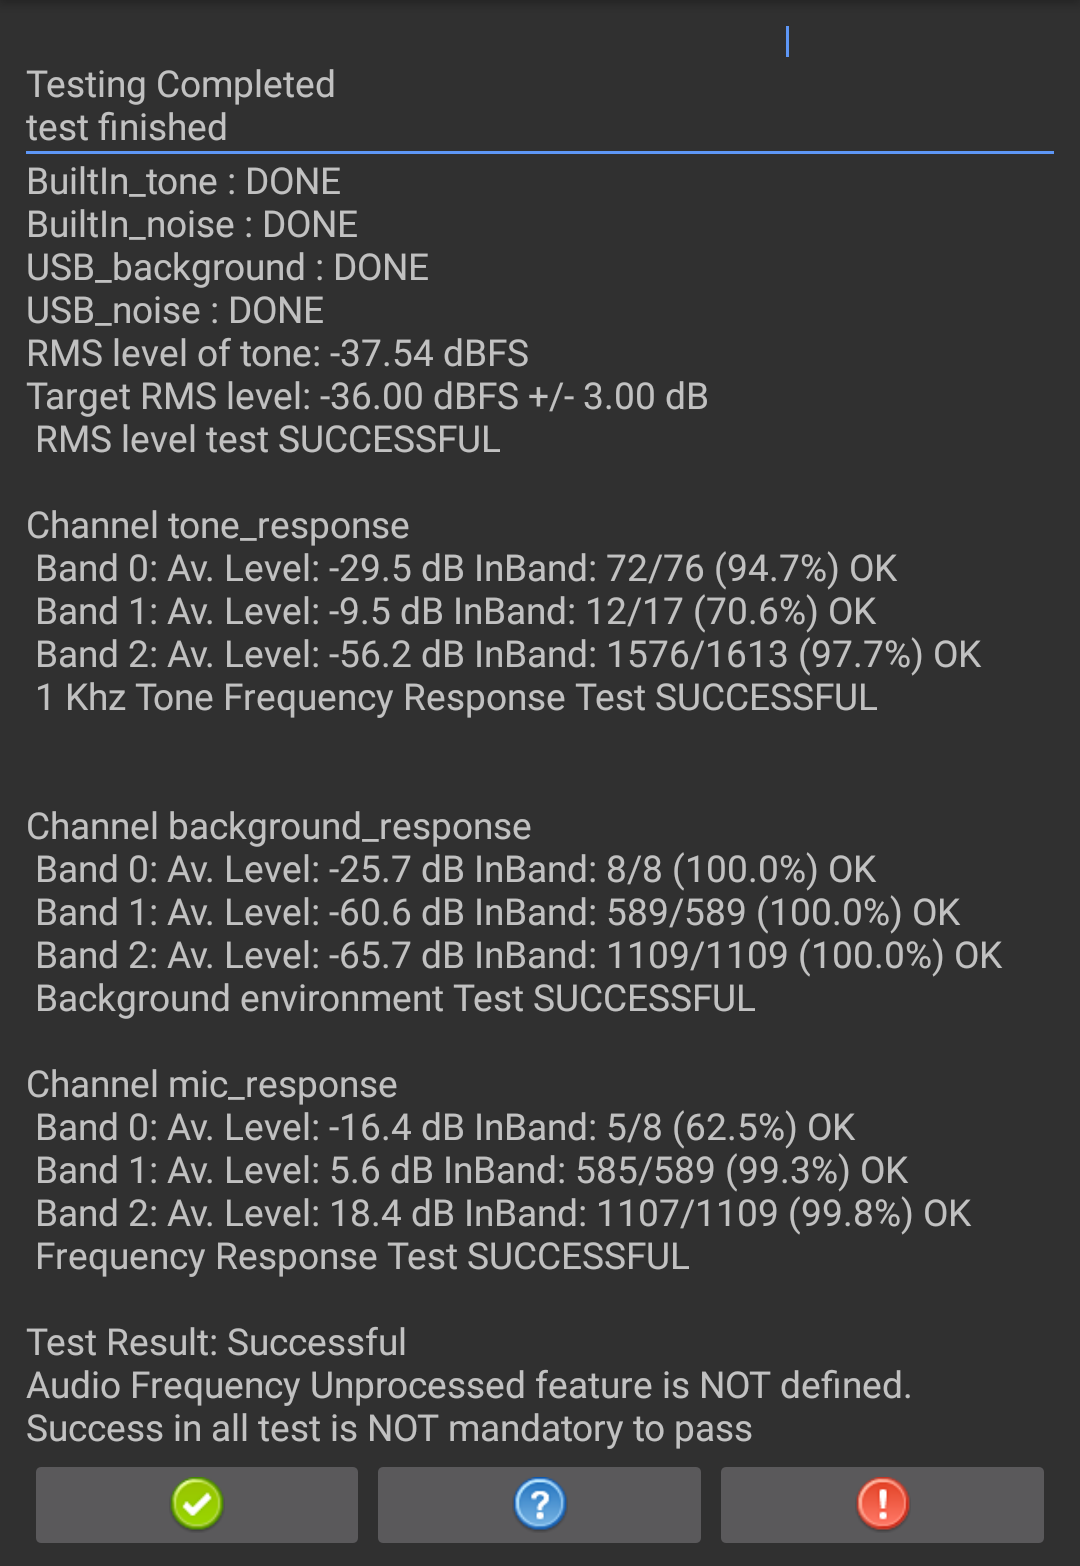 Testing Completed
test finished
BuiltIn_tone : DONE
BuiltIn_noise : DONE
USB_background : DONE
USB_noise : DONE
RMS level of tone: -37.54 dBFS
Target RMS level: -36.00 dBFS +/- 3.00 dB
RMS level test SUCCESSFUL
Channel tone_response
Band 0: Av. Level: -29.5 dB InBand: 72/76 (94.7%) OK
Band 1: Av. Level: -9.5 dB InBand: 12/17 (70.6%) OK
Band 2: Av. Level: -56.2 dB InBand: 1576/1613 (97.7%) OK
1 Khz Tone Frequency Response Test SUCCESSFUL
Channel background_response
Band 0: Av. Level: -25.7 dB InBand: 8/8 (100.0%) OK
Band 1: Av. Level: -60.6 dB InBand: 589/589 (100.0%) OK
Band 2: Av. Level: -65.7 dB InBand: 1109/1109 (100.0%) OK
Background environment Test SUCCESSFUL
Channel mic_response
Band 0: Av. Level: -16.4 dB InBand: 5/8 (62.5%) OK
Band 1: Av. Level: 5.6 dB InBand: 585/589 (99.3%) OK
Band 2: Av. Level: 18.4 dB InBand: 1107/1109 (99.8%) OK
Frequency Response Test SUCCESSFUL
Test Result: Successful
Audio Frequency Unprocessed feature is NOT defined.
Success in all test is NOT mandatory to pass